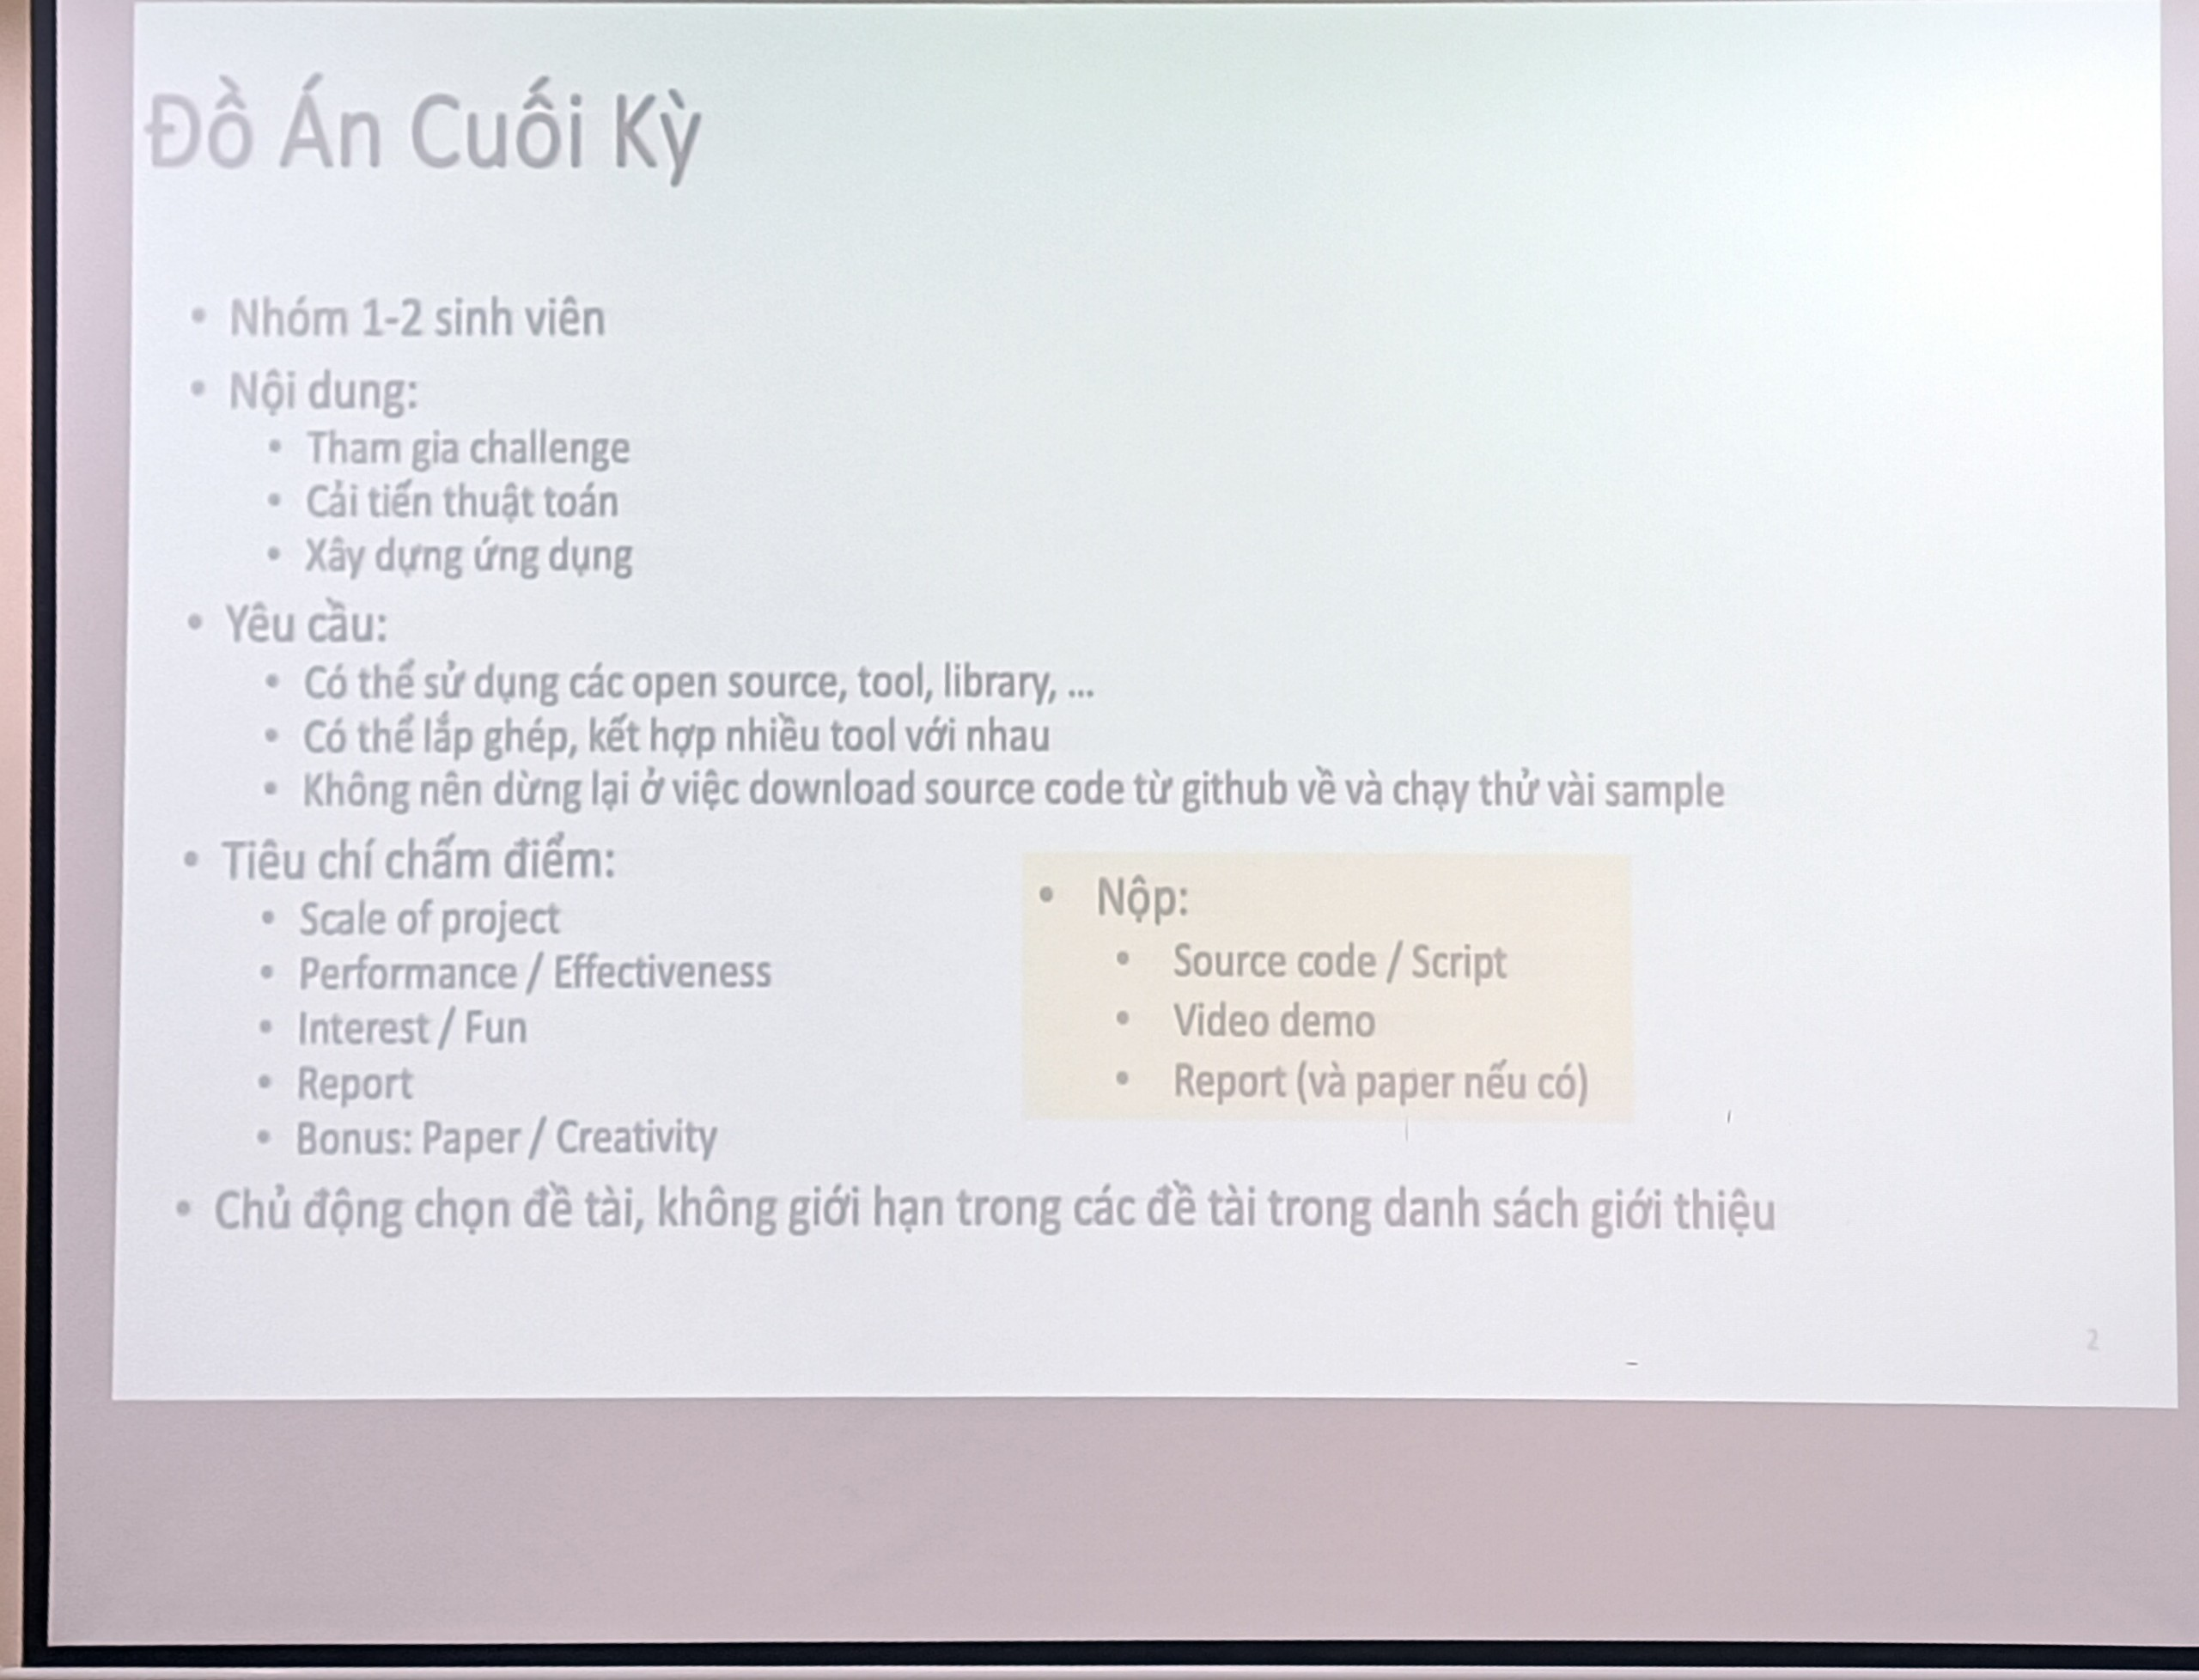 Đồ Án Cuối Kỳ
• Nhóm 1-2 sinh viên
• Nội dung:
• Tham gia challenge
• Cải tiến thuật toán
• Xây dựng ứng dụng
• Yêu cầu:
• Có thể sử dụng các open source, tool, library, ...
• Có thể lắp ghép, kết hợp nhiều tool với nhau
• Không nên dừng lại ở việc download source code từ github về và chạy thử vài sample
• Tiêu chí chấm điểm:
• Scale of project
• Performance / Effectiveness
• Interest / Fun
• Report
• Bonus: Paper / Creativity
• Nộp:
• Source code / Script
• Video demo
• Report (và paper nếu có)
• Chủ động chọn đề tài, không giới hạn trong các đề tài trong danh sách giới thiệu
2